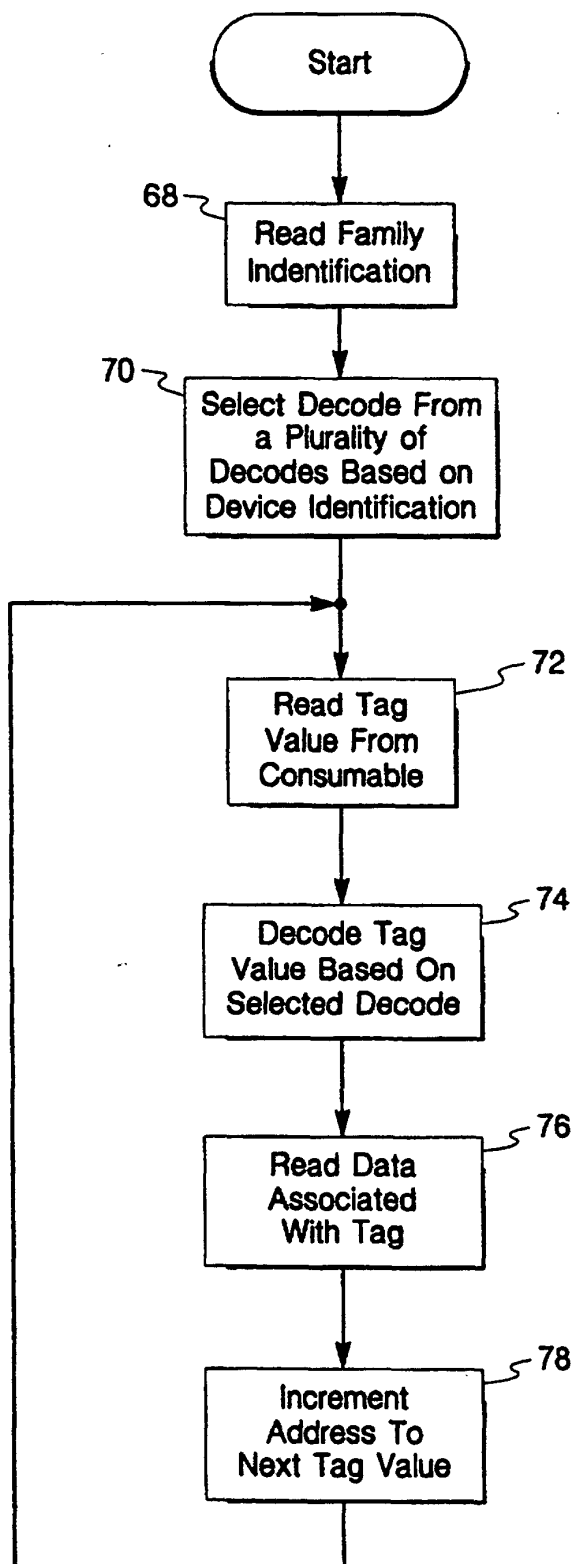 Start
68
Read Family
Indentification
70
Select Decode From
a Plurality of
Decodes Based on
Device Identification
72
Read Tag
Value From
Consumable
74
Decode Tag
Value Based On
Selected Decode
76
Read Data
Associated
With Tag
78
Increment
Address To
Next Tag Value